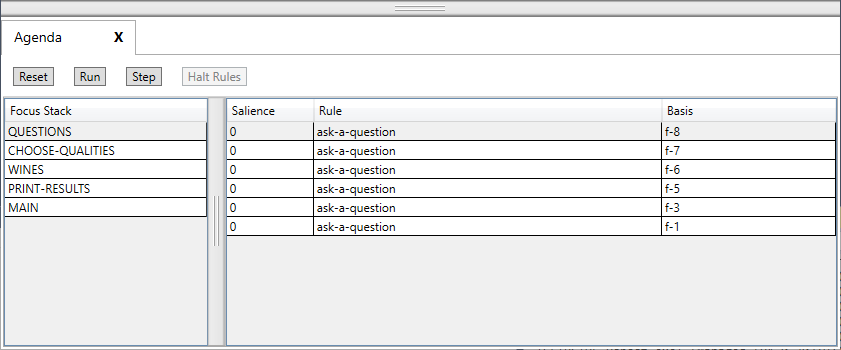 Agenda X
Reset Run Step Halt Rules
Focus Stack Salience Rule Basis
QUESTIONS 0 ask-a-question f-8
CHOOSE-QUALITIES 0 ask-a-question f-7
WINES 0 ask-a-question f-6
PRINT-RESULTS 0 ask-a-question f-5
MAIN 0 ask-a-question f-3
0 ask-a-question f-1